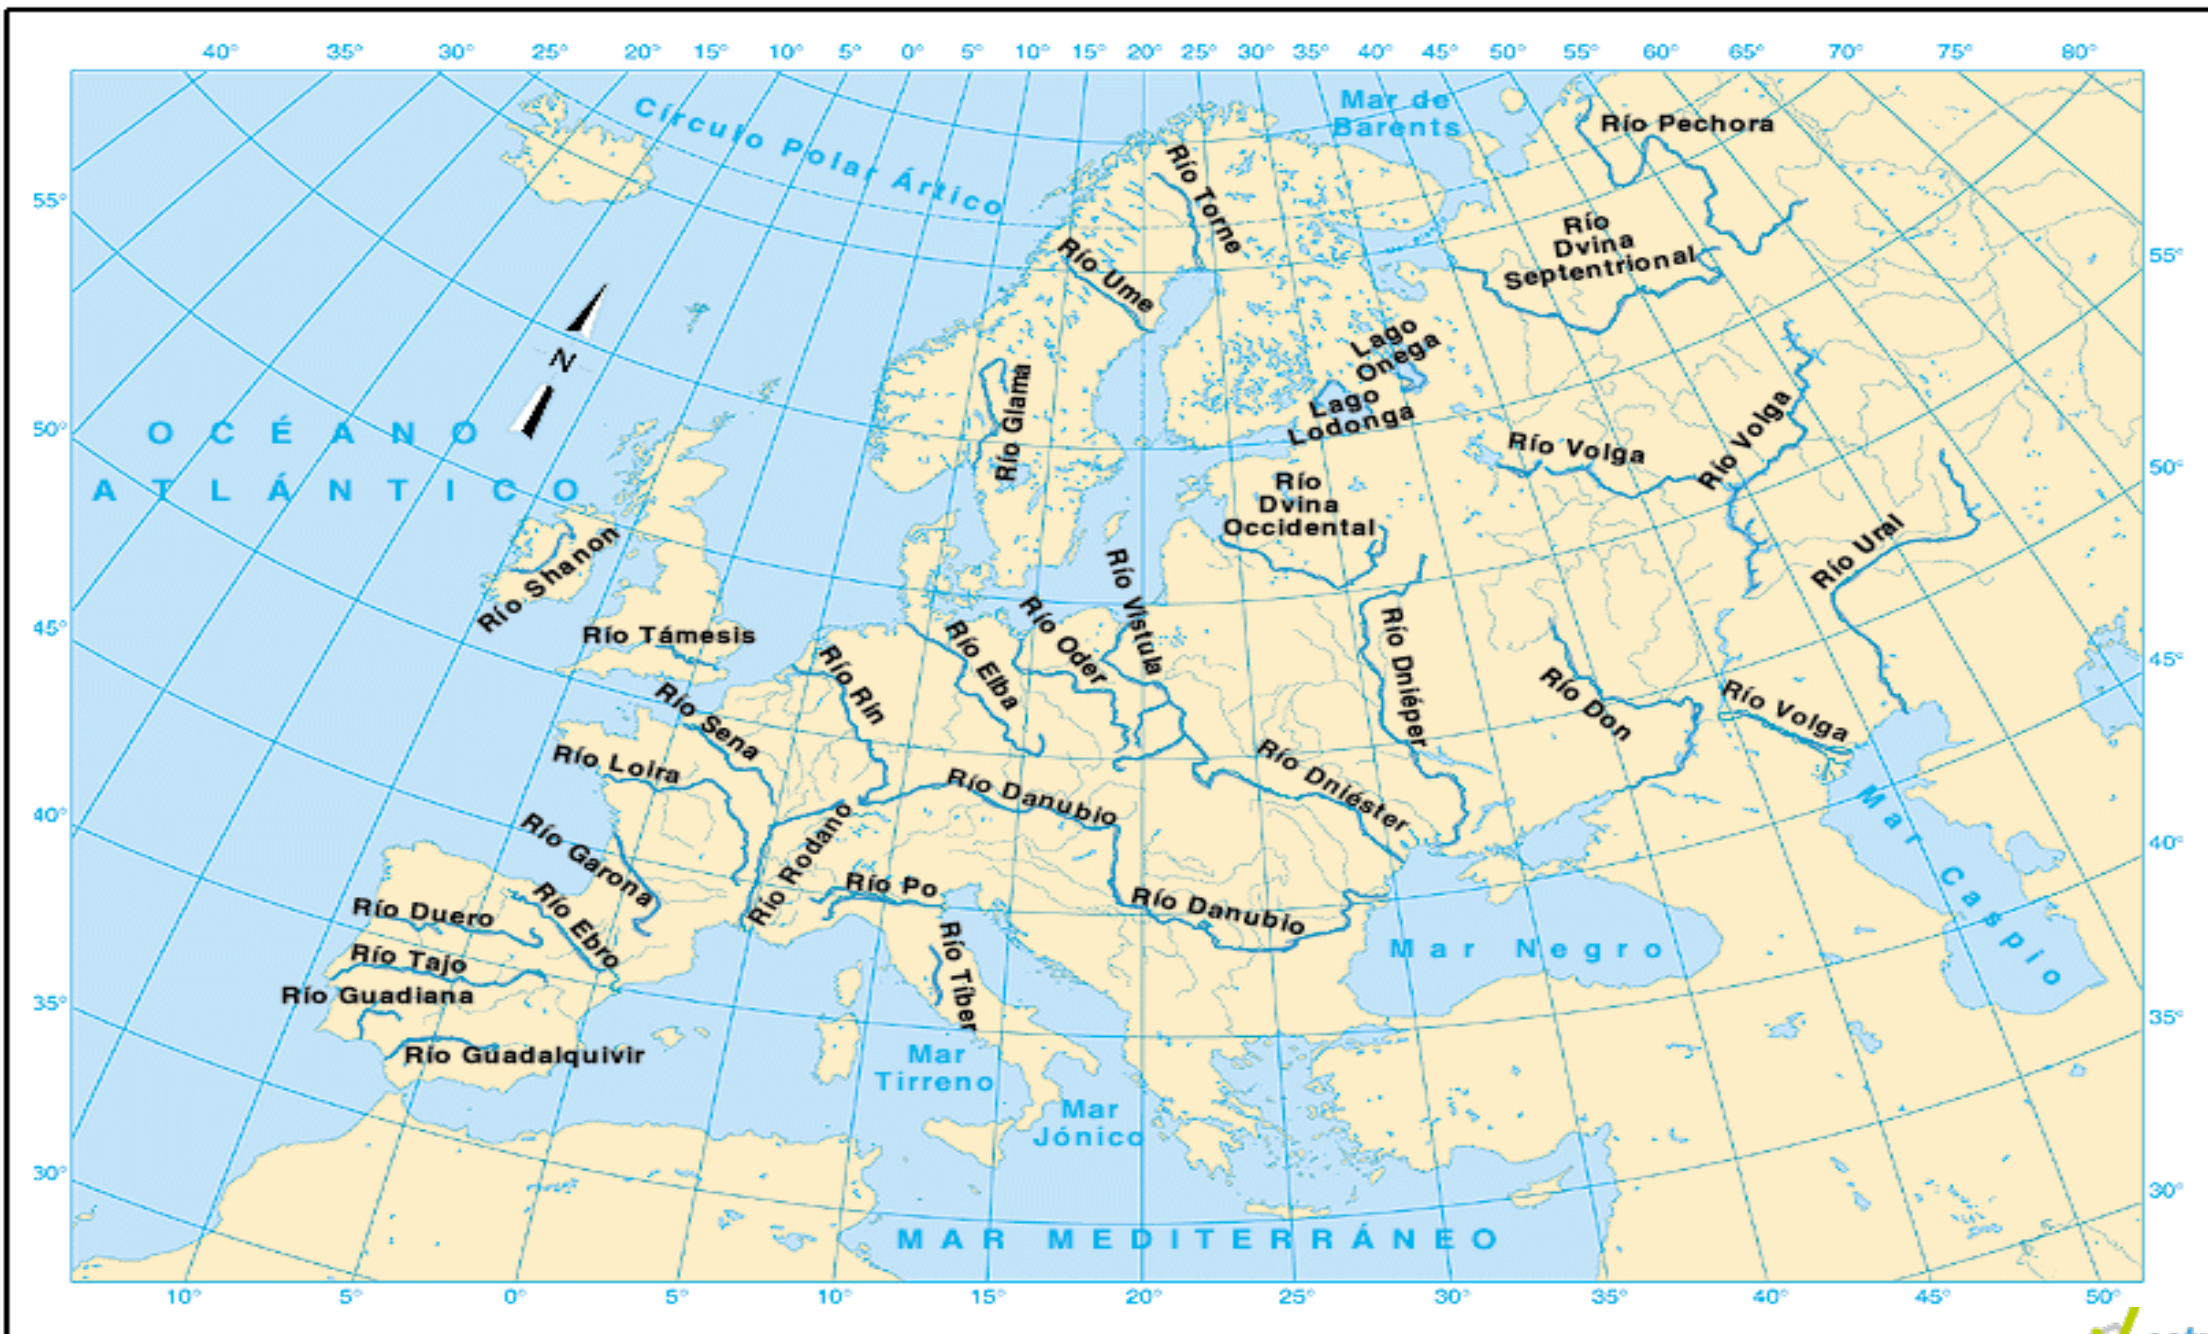 40° 35° 30° 25° 20° 15° 10° 5° 0° 5° 10° 15° 20° 25° 30° 35° 40° 45° 50° 55° 60° 65° 70° 75° 80°
Círculo Polar Ártico
Mar de
Barents
Río Pechora
Río Torne
55°
Río
Dvina
Septentrional
55°
Río Ume
N
Lago
Onega
Lago
Lodonga
Río Glama
50°
OCÉANO
ATLÁNTICO
Río Volga
Río Volga
50°
Río
Dvina
Occidental
Río Shanon
Río Ural
45°
Río Támesis
Río Vístula
Río Oder
Río Elba
Río Rín
Río Dniéper
45°
Río Sena
Río Don
Río Volga
Río Loira
Río Danubio
Río Dniéster
40°
Río Garona
Río Rodano
Mar Caspio
40°
Río Po
Río Duero
Río Ebro
Río Danubio
Río Tíber
Mar Negro
Río Tajo
35°
Río Guadiana
35°
Río Guadalquivir
Mar
Tirreno
Mar
Jónico
30°
30°
MAR MEDITERRÁNEO
10° 5° 0° 5° 10° 15° 20° 25° 30° 35° 40° 45° 50°